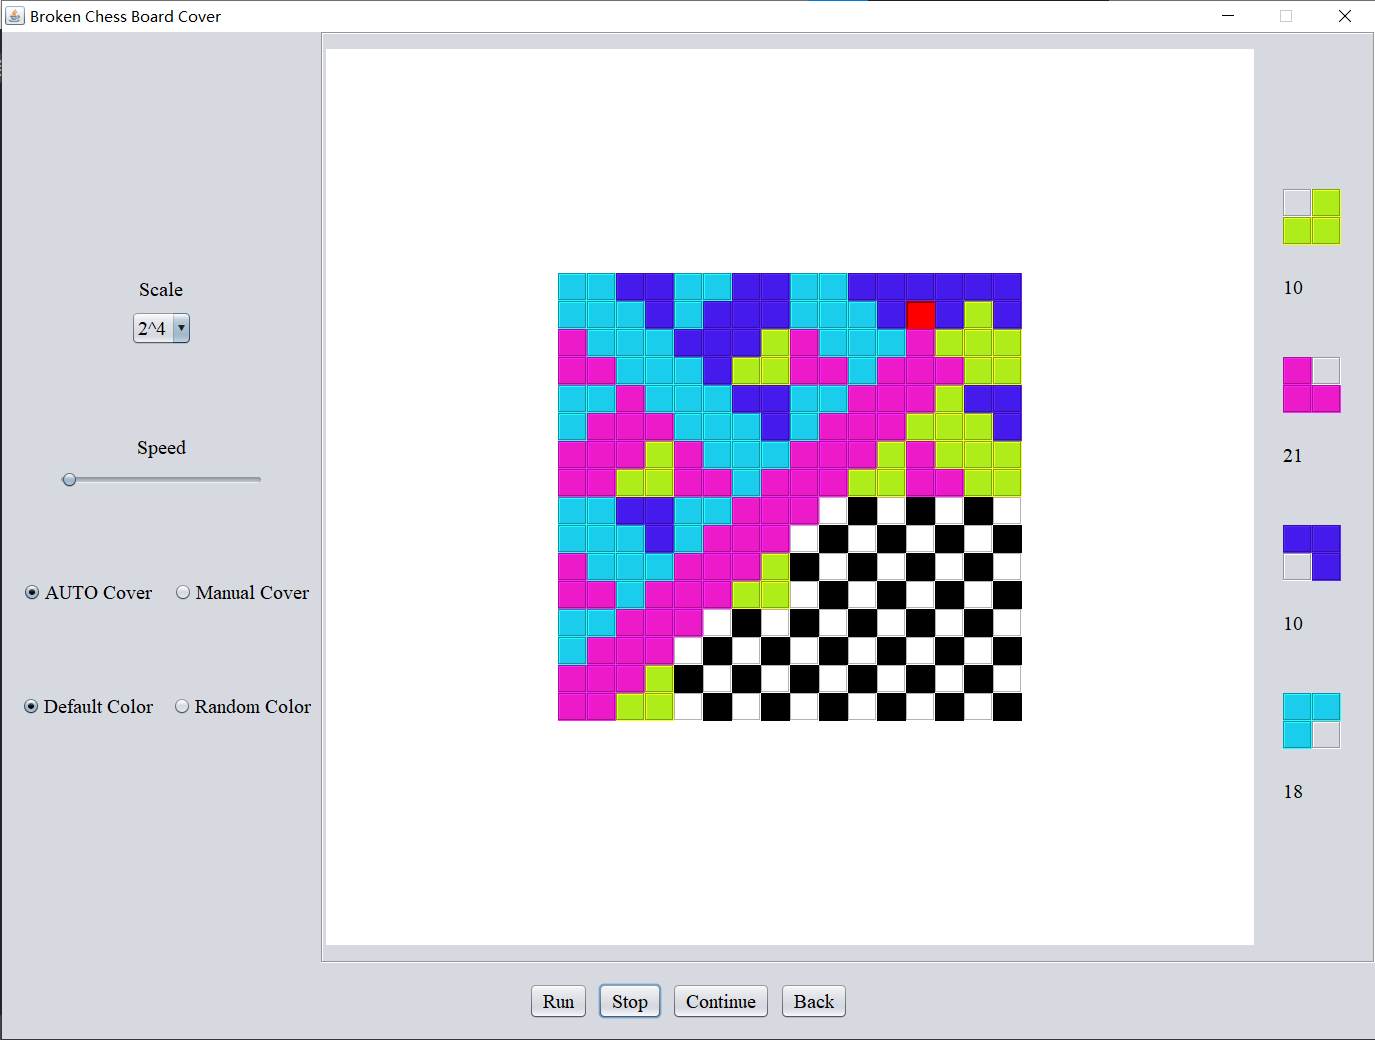 Broken Chess Board Cover
Scale
2^4
Speed
AUTO Cover Manual Cover
Default Color Random Color
10
21
10
18
Run Stop Continue Back